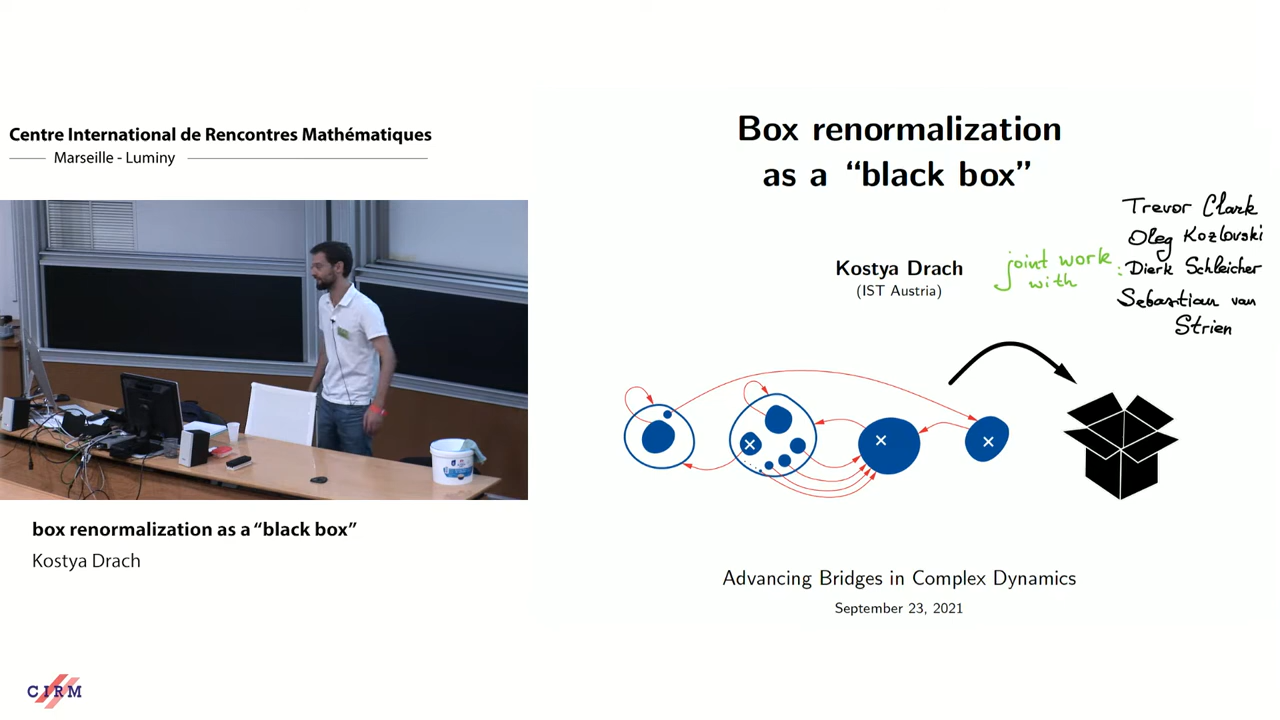 Centre International de Rencontres Mathématiques
Marseille - Luminy
box renormalization as a “black box”
Kostya Drach
CIRM
Box renormalization
as a “black box”
Kostya Drach
(IST Austria)
joint work
with :
Trevor Clark
Oleg Kozlovski
Dierk Schleicher
Sebastian van
Strien
Advancing Bridges in Complex Dynamics
September 23, 2021